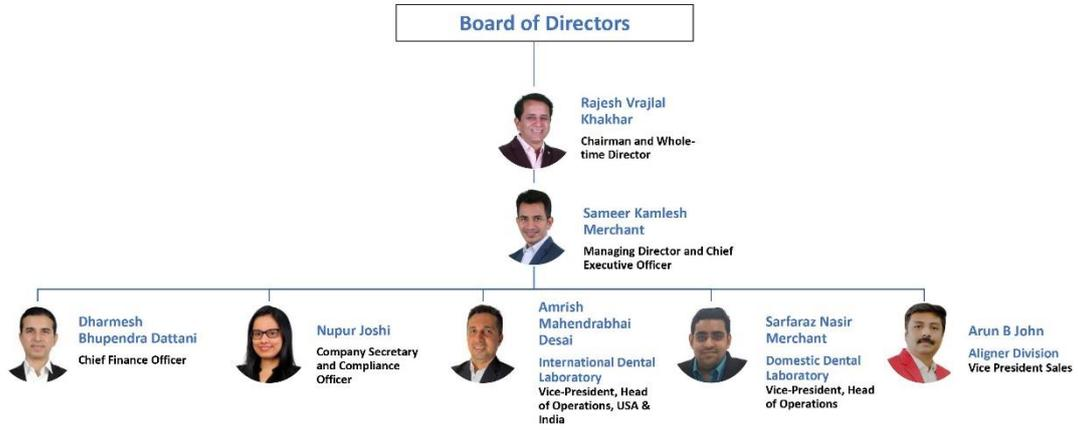 Board of Directors
Rajesh Vrajlal
Khakhar
Chairman and Whole-
time Director
Sameer Kamlesh
Merchant
Managing Director and Chief
Executive Officer
Dharmesh
Bhupendra Dattani
Chief Finance Officer
Nupur Joshi
Company Secretary
and Compliance
Officer
Amrish
Mahendrabhai
Desai
International Dental
Laboratory
Vice-President, Head
of Operations, USA &
India
Sarfaraz Nasir
Merchant
Domestic Dental
Laboratory
Vice-President, Head
of Operations
Arun B John
Aligner Division
Vice President Sales